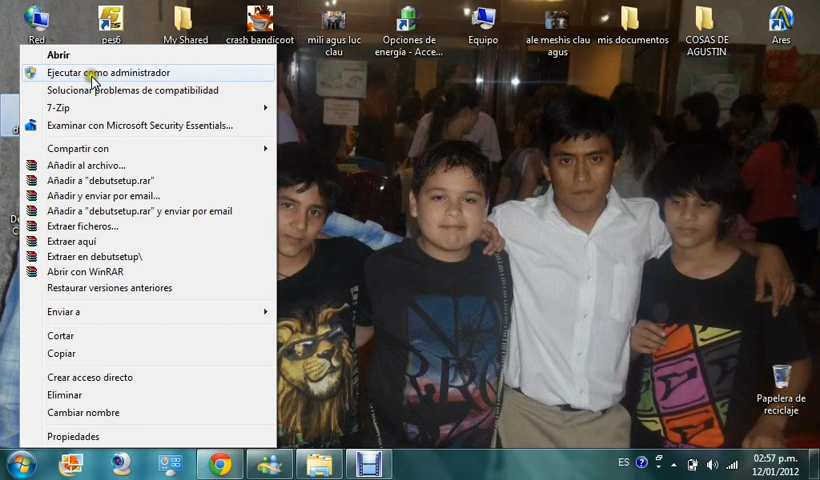 Red
pes6
My Shared
crash bandicoot
mili agus luc
clau
Opciones de
energía - Acce...
Equipo
ale meshis clau
agus
mis documentos
COSAS DE
AGUSTIN
Ares
Abrir
Ejecutar como administrador
Solucionar problemas de compatibilidad
7-Zip
Examinar con Microsoft Security Essentials...
Compartir con
Añadir al archivo...
Añadir a "debutsetup.rar"
Añadir y enviar por email...
Añadir a "debutsetup.rar" y enviar por email
Extraer ficheros...
Extraer aquí
Extraer en debutsetup\
Abrir con WinRAR
Restaurar versiones anteriores
Enviar a
Cortar
Copiar
Crear acceso directo
Eliminar
Cambiar nombre
Propiedades
Papelera de
reciclaje
ES
02:57 p.m.
12/01/2012